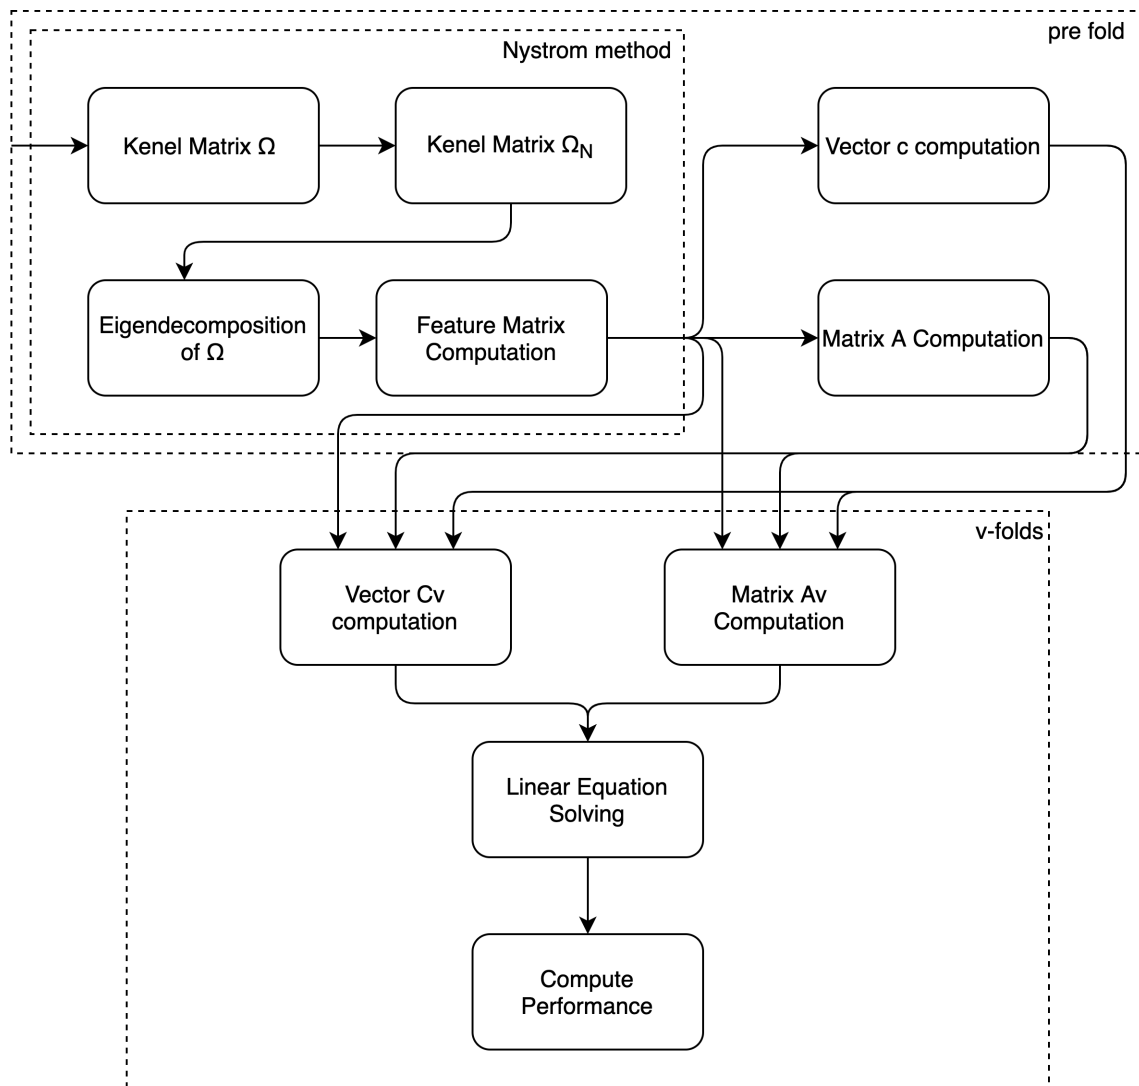 pre fold
Nystrom method
Kenel Matrix Ω
Kenel Matrix Ω_N
Vector c computation
Eigendecomposition
of Ω
Feature Matrix
Computation
Matrix A Computation
v-folds
Vector Cv
computation
Matrix Av
Computation
Linear Equation
Solving
Compute
Performance